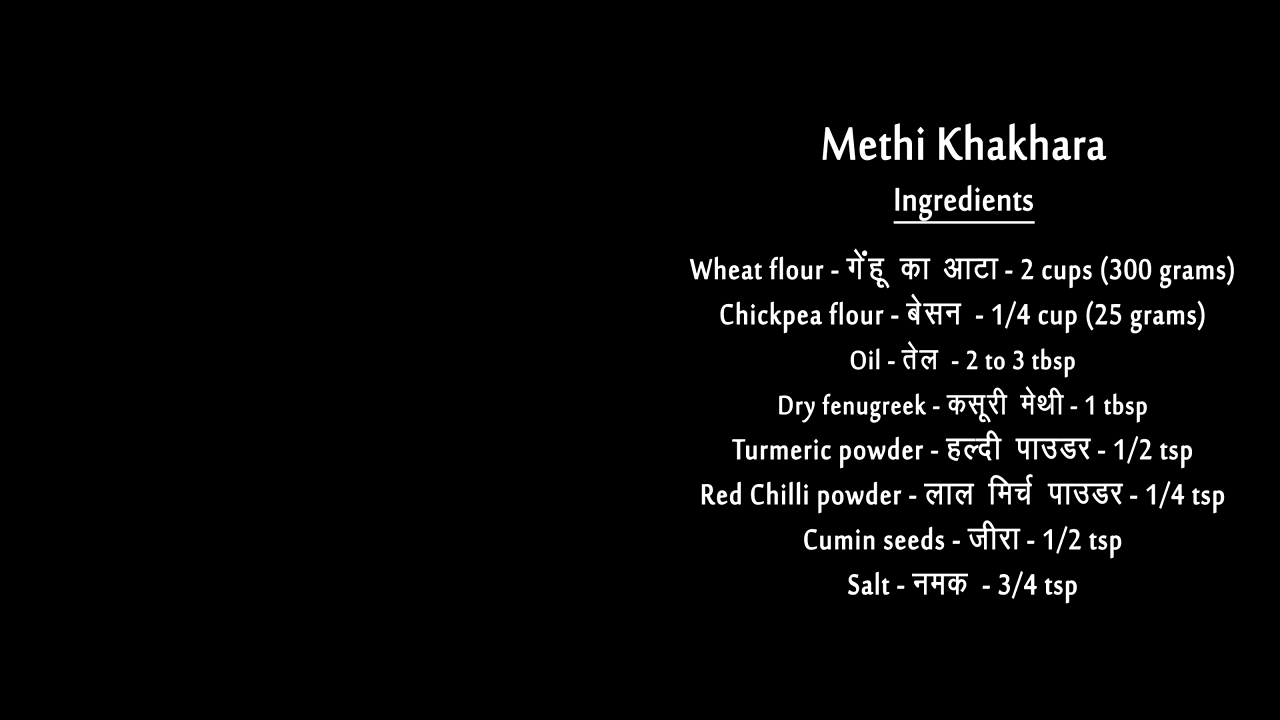 Methi Khakhara
Ingredients
Wheat flour - गेंहू का आटा - 2 cups (300 grams)
Chickpea flour - बेसन - 1/4 cup (25 grams)
Oil - तेल - 2 to 3 tbsp
Dry fenugreek - कसूरी मेथी - 1 tbsp
Turmeric powder - हल्दी पाउडर - 1/2 tsp
Red Chilli powder - लाल मिर्च पाउडर - 1/4 tsp
Cumin seeds - जीरा - 1/2 tsp
Salt - नमक - 3/4 tsp